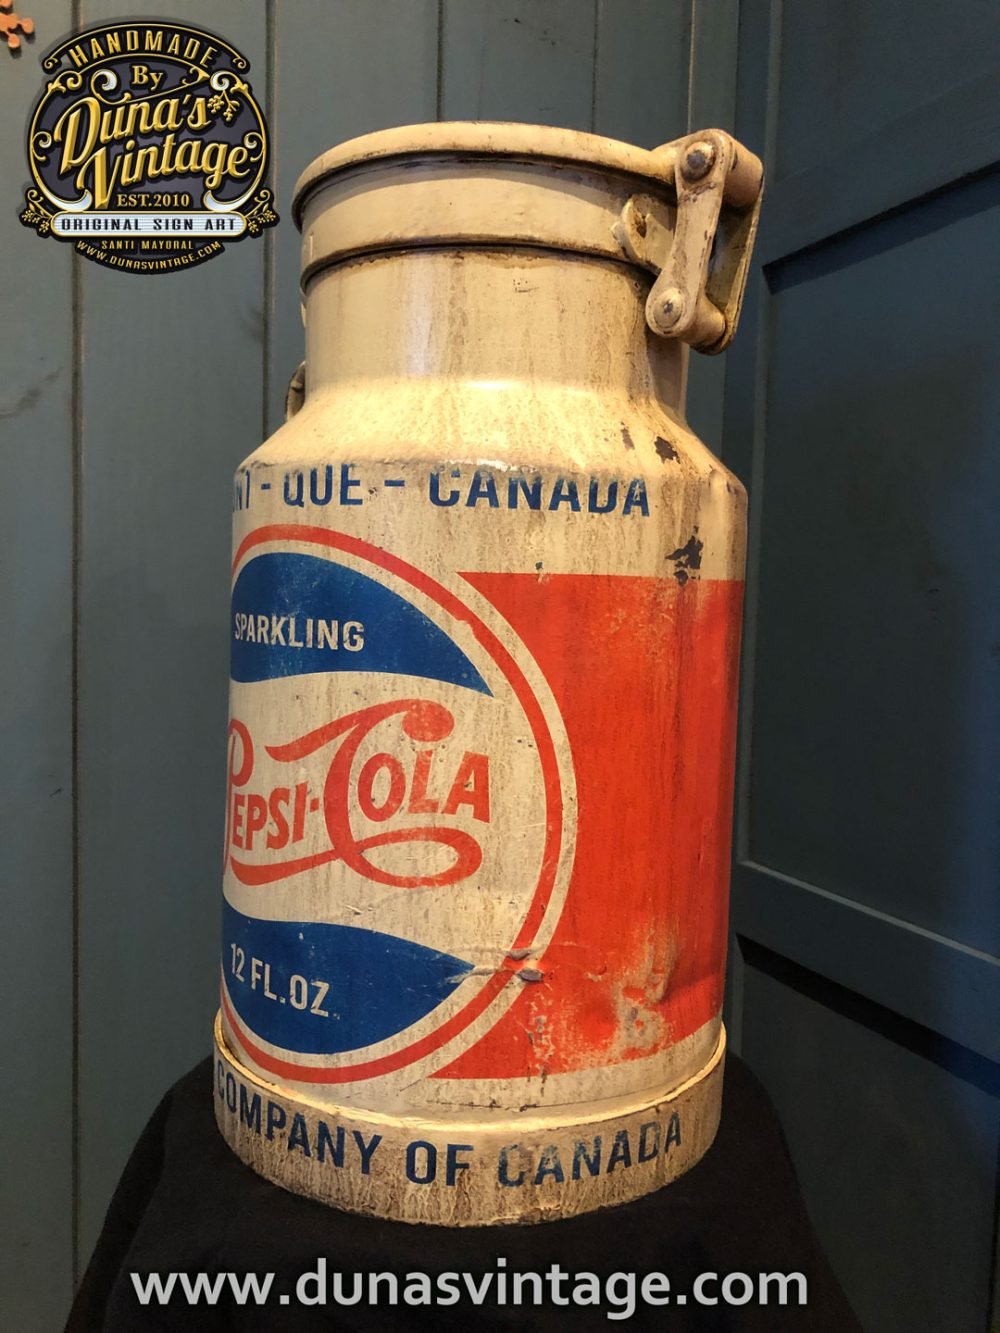 HANDMADE
By
Duna's
Vintage
EST. 2010
ORIGINAL SIGN ART
SANTI MAYORAL
www.DUNASVINTAGE.COM
- QUE - CANADA
SPARKLING
PEPSI-COLA
12 FL.OZ.
COMPANY OF CANADA
www.dunasvintage.com